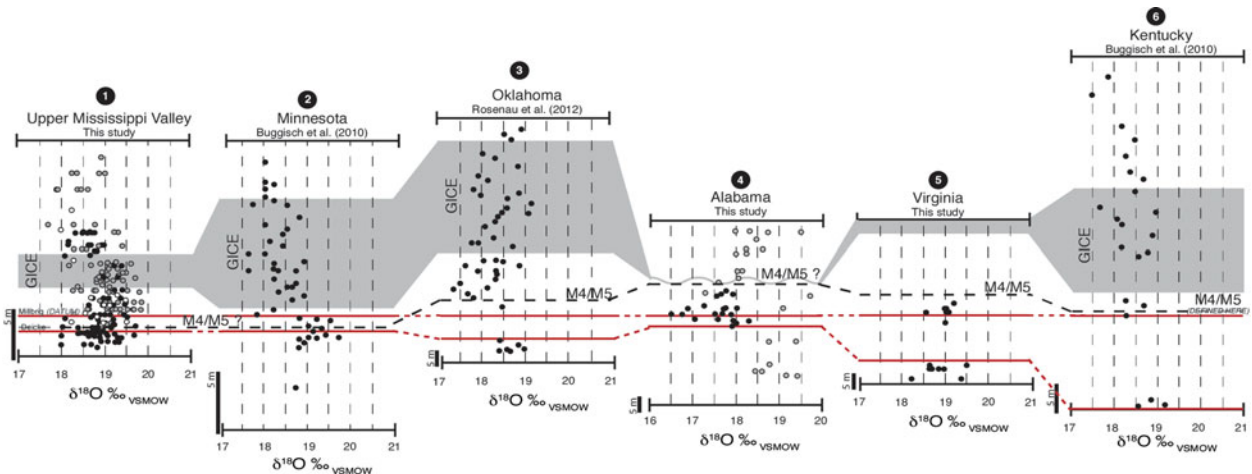 1
Upper Mississippi Valley
This study
GICE
Millbrig (DATUM)
Deicke
5 m
17 18 19 20 21
δ18O ‰ VSMOW
2
Minnesota
Buggisch et al. (2010)
GICE
M4/M5 ?
5 m
17 18 19 20 21
δ18O ‰ VSMOW
3
Oklahoma
Rosenau et al. (2012)
GICE
M4/M5
5 m
17 18 19 20 21
δ18O ‰ VSMOW
4
Alabama
This study
M4/M5 ?
5 m
16 17 18 19 20
δ18O ‰ VSMOW
5
Virginia
This study
M4/M5
5 m
17 18 19 20 21
δ18O ‰ VSMOW
6
Kentucky
Buggisch et al. (2010)
GICE
M4/M5
(DEFINED HERE)
5 m
17 18 19 20 21
δ18O ‰ VSMOW